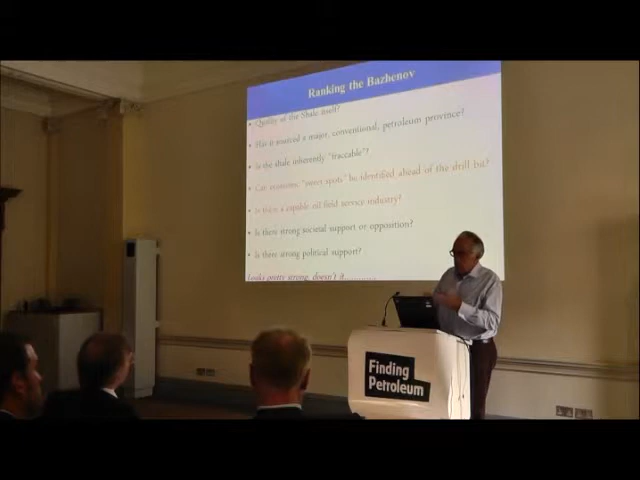 Ranking the Bazhenov
• Quality of the Shale itself?
• Has it sourced a major, conventional, petroleum province?
• Is the shale inherently "fraccable"?
• Can economic "sweet spots" be identified ahead of the drill bit?
• Is there a capable oil field service industry?
• Is there strong societal support or opposition?
• Is there strong political support?
Looks pretty strong, doesn't it............
Finding
Petroleum